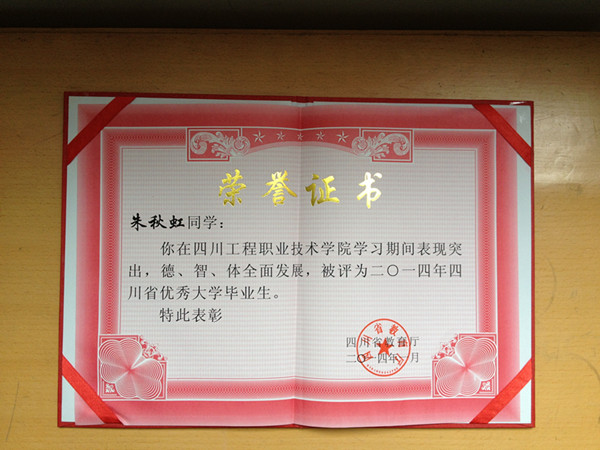 荣誉证书
朱秋虹同学：
你在四川工程职业技术学院学习期间表现突
出，德、智、体全面发展，被评为二〇一四年四
川省优秀大学毕业生。
特此表彰
四川省教育厅
二〇一四年一月